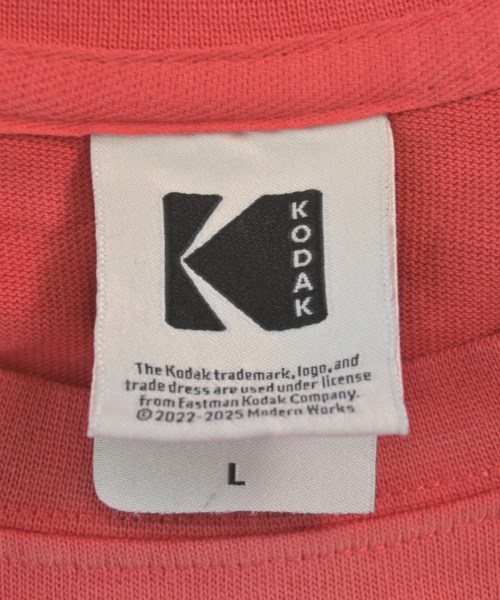 KODAK
The Kodak trademark, logo, and
trade dress are used under license
from Eastman Kodak Company.
©2022-2025 Modern Works
L